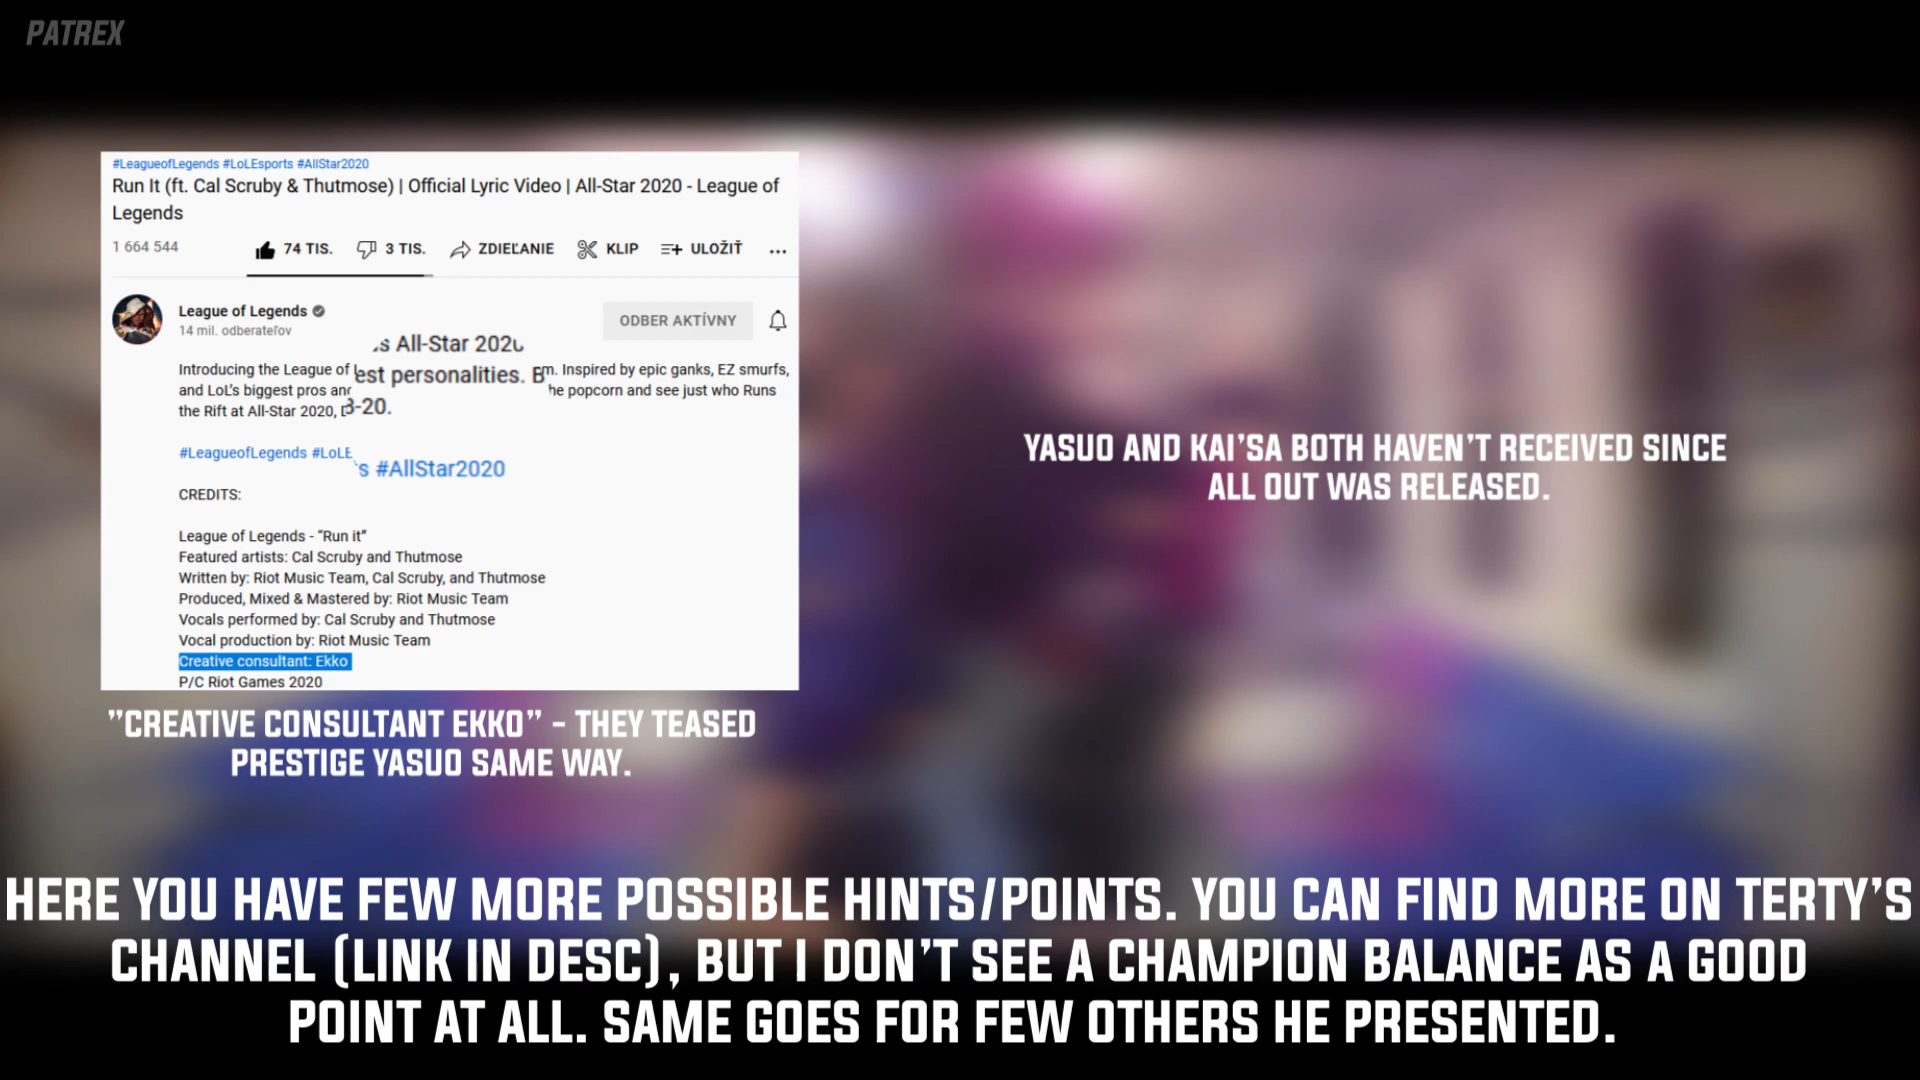 PATREX
#LeagueofLegends #LoLEsports #AllStar2020
Run It (ft. Cal Scruby & Thutmose) | Official Lyric Video | All-Star 2020 - League of
Legends
1 664 544
74 TIS.
3 TIS.
ZDIEĽANIE
KLIP
ULOŽIŤ
League of Legends
14 mil. odberateľov
ODBER AKTÍVNY
s All-Star 2020
Introducing the League of
est personalities. B
m. Inspired by epic ganks, EZ smurfs,
and LoL's biggest pros and
he popcorn and see just who Runs
the Rift at All-Star 2020,
3-20.
#LeagueofLegends #LoLE
s #AllStar2020
CREDITS:
League of Legends - “Run it”
Featured artists: Cal Scruby and Thutmose
Written by: Riot Music Team, Cal Scruby, and Thutmose
Produced, Mixed & Mastered by: Riot Music Team
Vocals performed by: Cal Scruby and Thutmose
Vocal production by: Riot Music Team
Creative consultant: Ekko
P/C Riot Games 2020
"CREATIVE CONSULTANT EKKO" - THEY TEASED
PRESTIGE YASUO SAME WAY.
YASUO AND KAI'SA BOTH HAVEN'T RECEIVED SINCE
ALL OUT WAS RELEASED.
HERE YOU HAVE FEW MORE POSSIBLE HINTS/POINTS. YOU CAN FIND MORE ON TERTY'S
CHANNEL (LINK IN DESC), BUT I DON'T SEE A CHAMPION BALANCE AS A GOOD
POINT AT ALL. SAME GOES FOR FEW OTHERS HE PRESENTED.